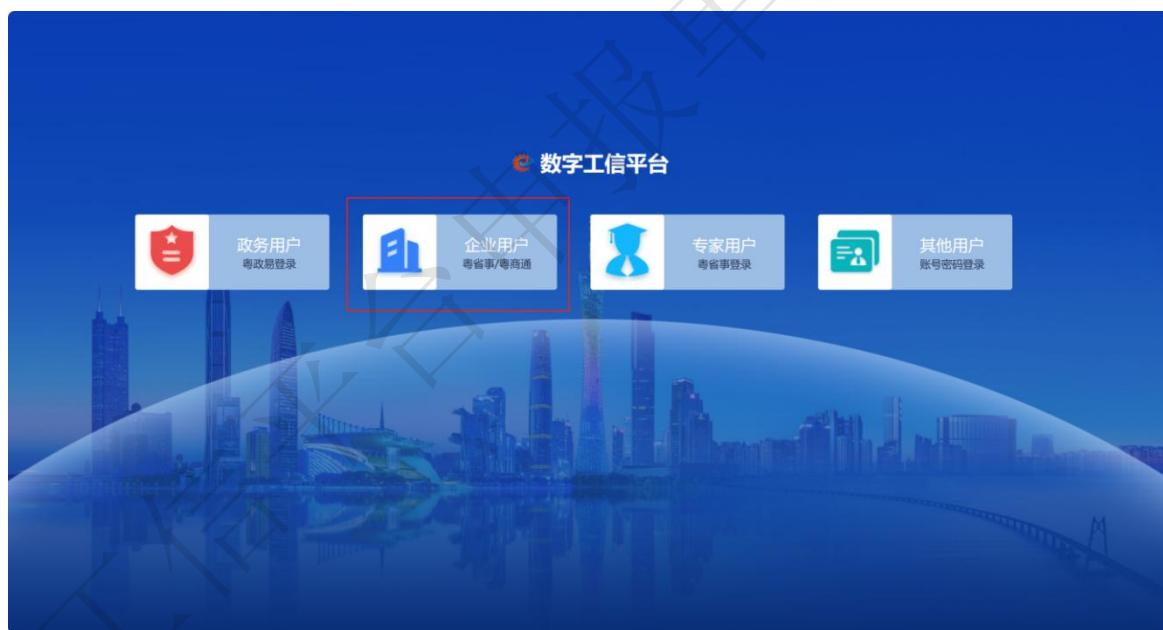 数字工信平台
政务用户
粤政易登录
企业用户
粤省事/粤商通
专家用户
粤省事登录
其他用户
账号密码登录